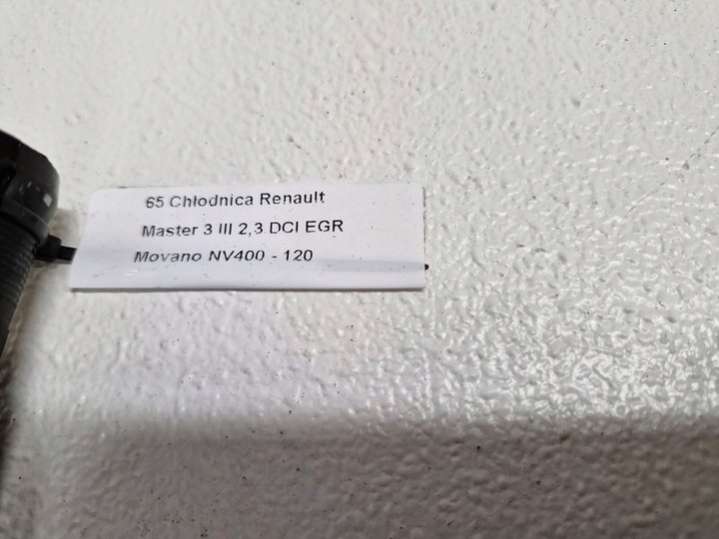 65 Chłodnica Renault
Master 3 III 2,3 DCI EGR
Movano NV400 - 120